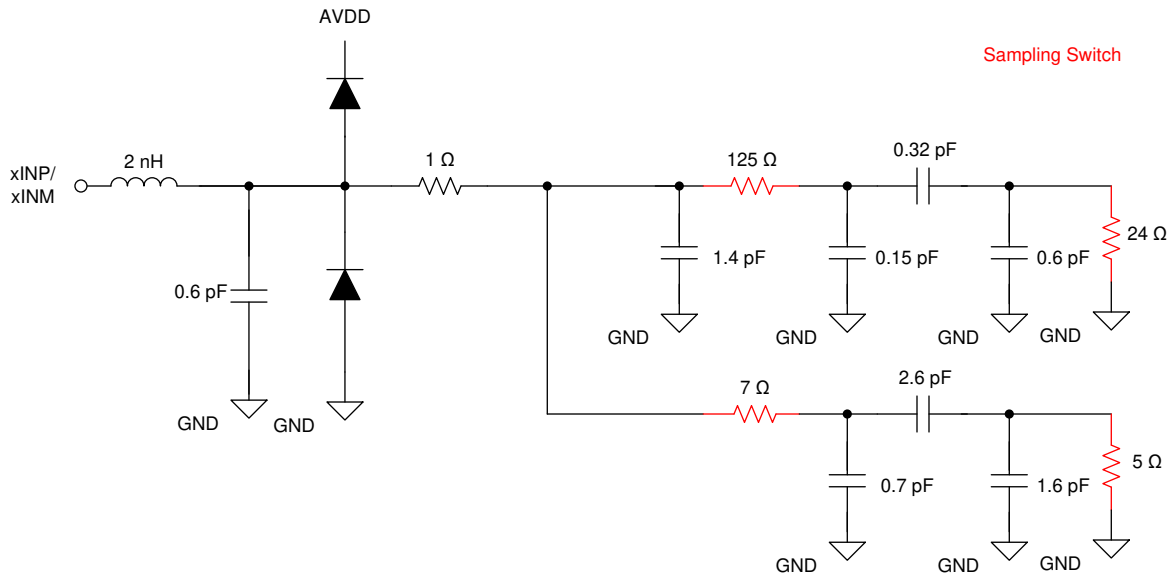 AVDD
Sampling Switch
xINP/
xINM
2 nH
1 Ω
125 Ω
0.32 pF
24 Ω
0.6 pF
1.4 pF
0.15 pF
0.6 pF
GND
GND
GND
GND
7 Ω
2.6 pF
GND
GND
5 Ω
0.7 pF
1.6 pF
GND
GND
GND